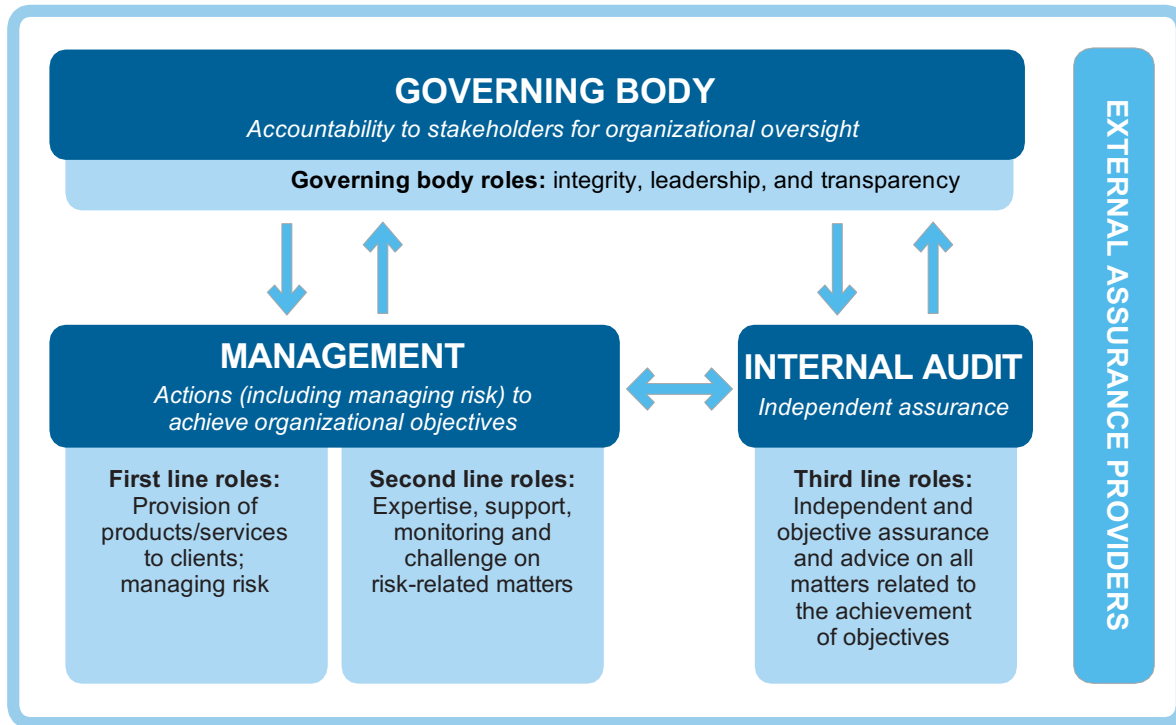 GOVERNING BODY
Accountability to stakeholders for organizational oversight
Governing body roles: integrity, leadership, and transparency
MANAGEMENT
Actions (including managing risk) to
achieve organizational objectives
First line roles:
Provision of
products/services
to clients;
managing risk
Second line roles:
Expertise, support,
monitoring and
challenge on
risk-related matters
INTERNAL AUDIT
Independent assurance
Third line roles:
Independent and
objective assurance
and advice on all
matters related to
the achievement
of objectives
EXTERNAL ASSURANCE PROVIDERS